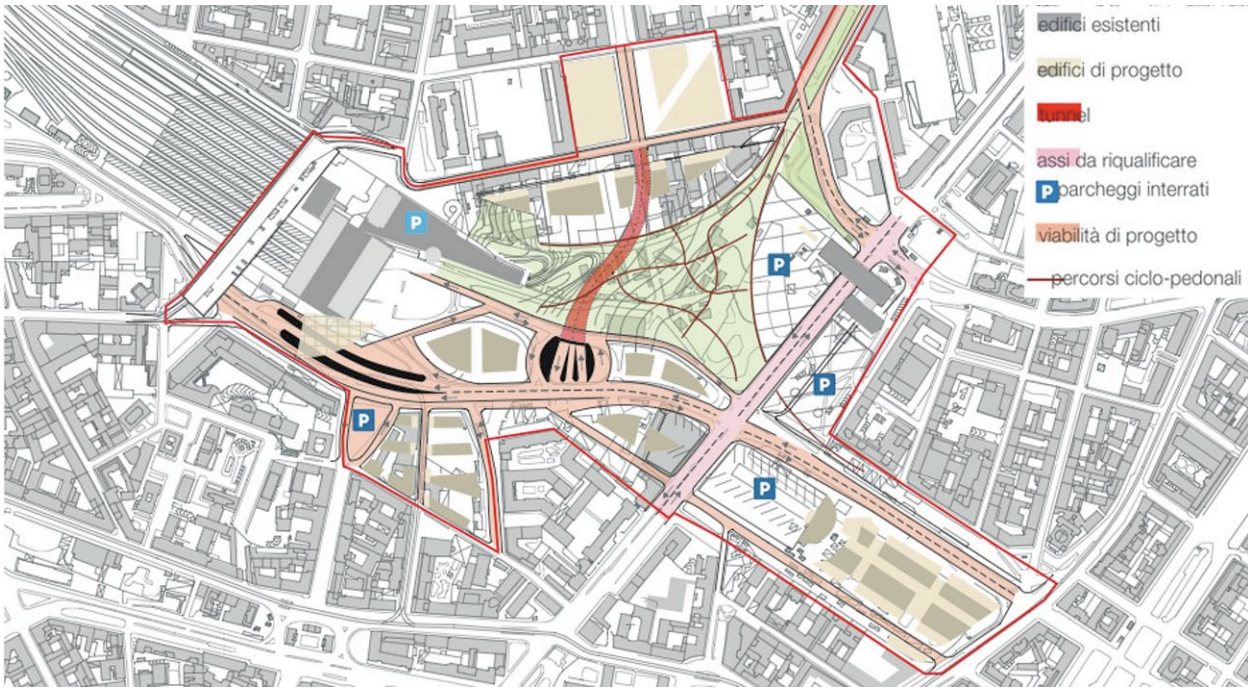 edifici esistenti
edifici di progetto
tunnel
assi da riqualificare
P parcheggi interrati
viabilità di progetto
percorsi ciclo-pedonali
P
P
P
P
P